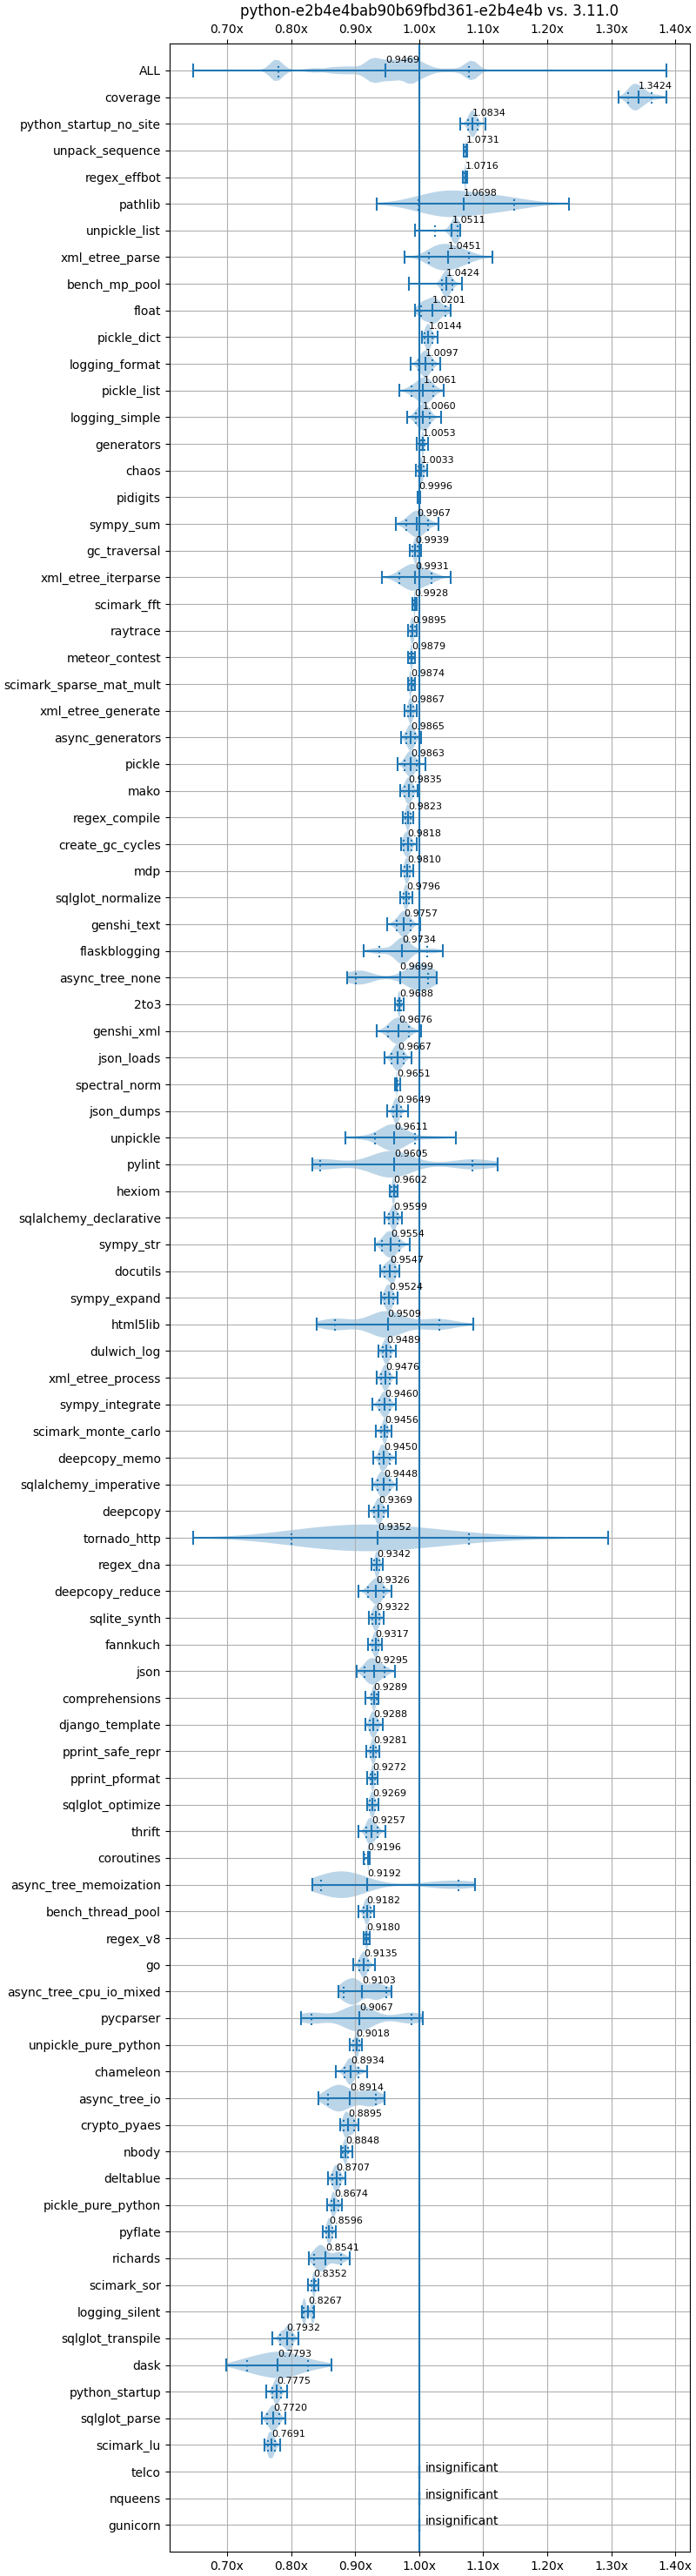 python-e2b4e4bab90b69fbd361-e2b4e4b vs. 3.11.0
0.70x 0.80x 0.90x 1.00x 1.10x 1.20x 1.30x 1.40x
ALL 0.9469
coverage 1.3424
python_startup_no_site 1.0834
unpack_sequence 1.0731
regex_effbot 1.0716
pathlib 1.0698
unpickle_list 1.0511
xml_etree_parse 1.0451
bench_mp_pool 1.0424
float 1.0201
pickle_dict 1.0144
logging_format 1.0097
pickle_list 1.0061
logging_simple 1.0060
generators 1.0053
chaos 1.0033
pidigits 0.9996
sympy_sum 0.9967
gc_traversal 0.9939
xml_etree_iterparse 0.9931
scimark_fft 0.9928
raytrace 0.9895
meteor_contest 0.9879
scimark_sparse_mat_mult 0.9874
xml_etree_generate 0.9867
async_generators 0.9865
pickle 0.9863
mako 0.9835
regex_compile 0.9823
create_gc_cycles 0.9818
mdp 0.9810
sqlglot_normalize 0.9796
genshi_text 0.9757
flaskblogging 0.9734
async_tree_none 0.9699
2to3 0.9688
genshi_xml 0.9676
json_loads 0.9667
spectral_norm 0.9651
json_dumps 0.9649
unpickle 0.9611
pylint 0.9605
hexiom 0.9602
sqlalchemy_declarative 0.9599
sympy_str 0.9554
docutils 0.9547
sympy_expand 0.9524
html5lib 0.9509
dulwich_log 0.9489
xml_etree_process 0.9476
sympy_integrate 0.9460
scimark_monte_carlo 0.9456
deepcopy_memo 0.9450
sqlalchemy_imperative 0.9448
deepcopy 0.9369
tornado_http 0.9352
regex_dna 0.9342
deepcopy_reduce 0.9326
sqlite_synth 0.9322
fannkuch 0.9317
json 0.9295
comprehensions 0.9289
django_template 0.9288
pprint_safe_repr 0.9281
pprint_pformat 0.9272
sqlglot_optimize 0.9269
thrift 0.9257
coroutines 0.9196
async_tree_memoization 0.9192
bench_thread_pool 0.9182
regex_v8 0.9180
go 0.9135
async_tree_cpu_io_mixed 0.9103
pycparser 0.9067
unpickle_pure_python 0.9018
chameleon 0.8934
async_tree_io 0.8914
crypto_pyaes 0.8895
nbody 0.8848
deltablue 0.8707
pickle_pure_python 0.8674
pyflate 0.8596
richards 0.8541
scimark_sor 0.8352
logging_silent 0.8267
sqlglot_transpile 0.7932
dask 0.7793
python_startup 0.7775
sqlglot_parse 0.7720
scimark_lu 0.7691
telco insignificant
nqueens insignificant
gunicorn insignificant
0.70x 0.80x 0.90x 1.00x 1.10x 1.20x 1.30x 1.40x